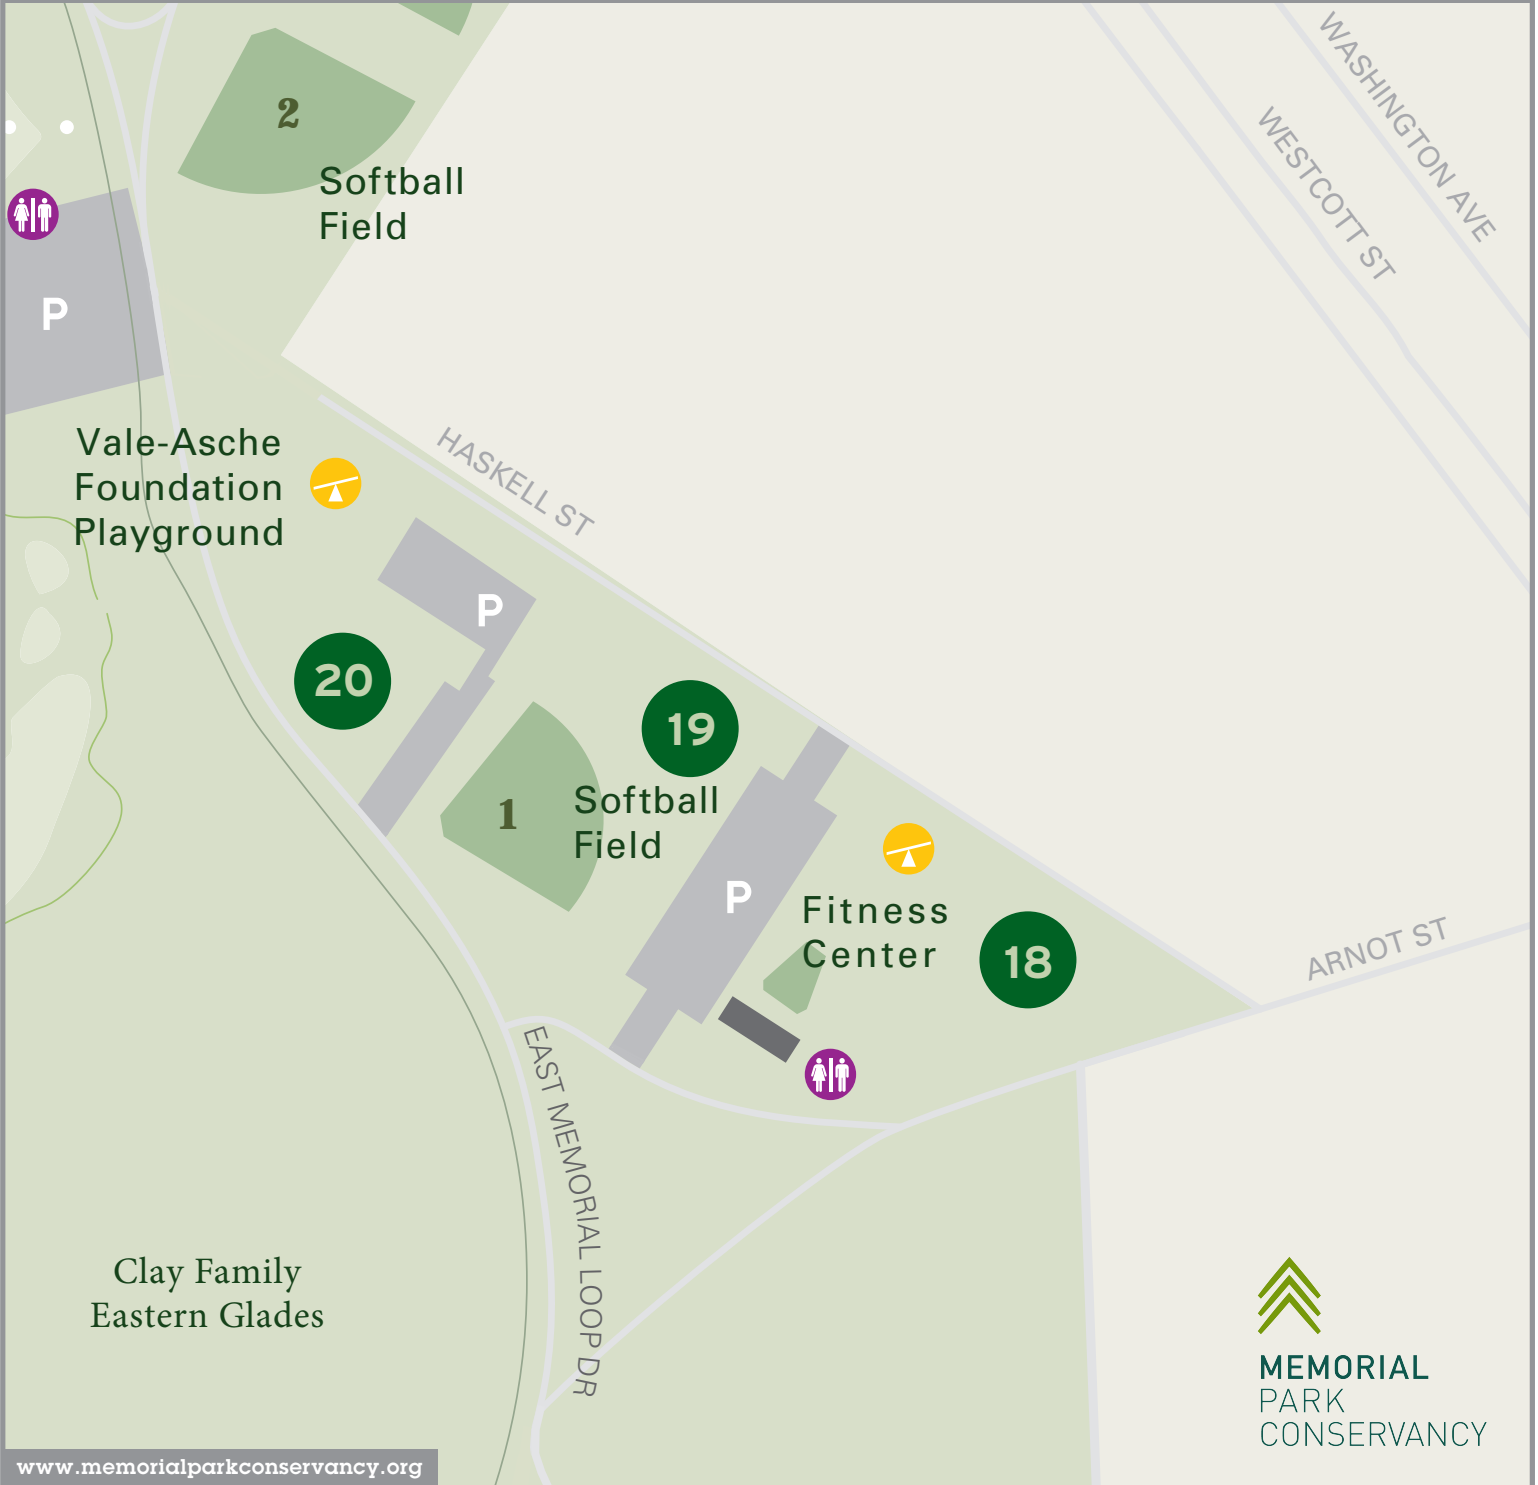 WASHINGTON AVE
WESTCOTT ST
2
Softball
Field
P
Vale-Asche
Foundation
Playground
HASKELL ST
P
20
19
1
Softball
Field
P
Fitness
Center
18
ARNOT ST
EAST MEMORIAL LOOP DR
Clay Family
Eastern Glades
MEMORIAL
PARK
CONSERVANCY
www.memorialparkconservancy.org